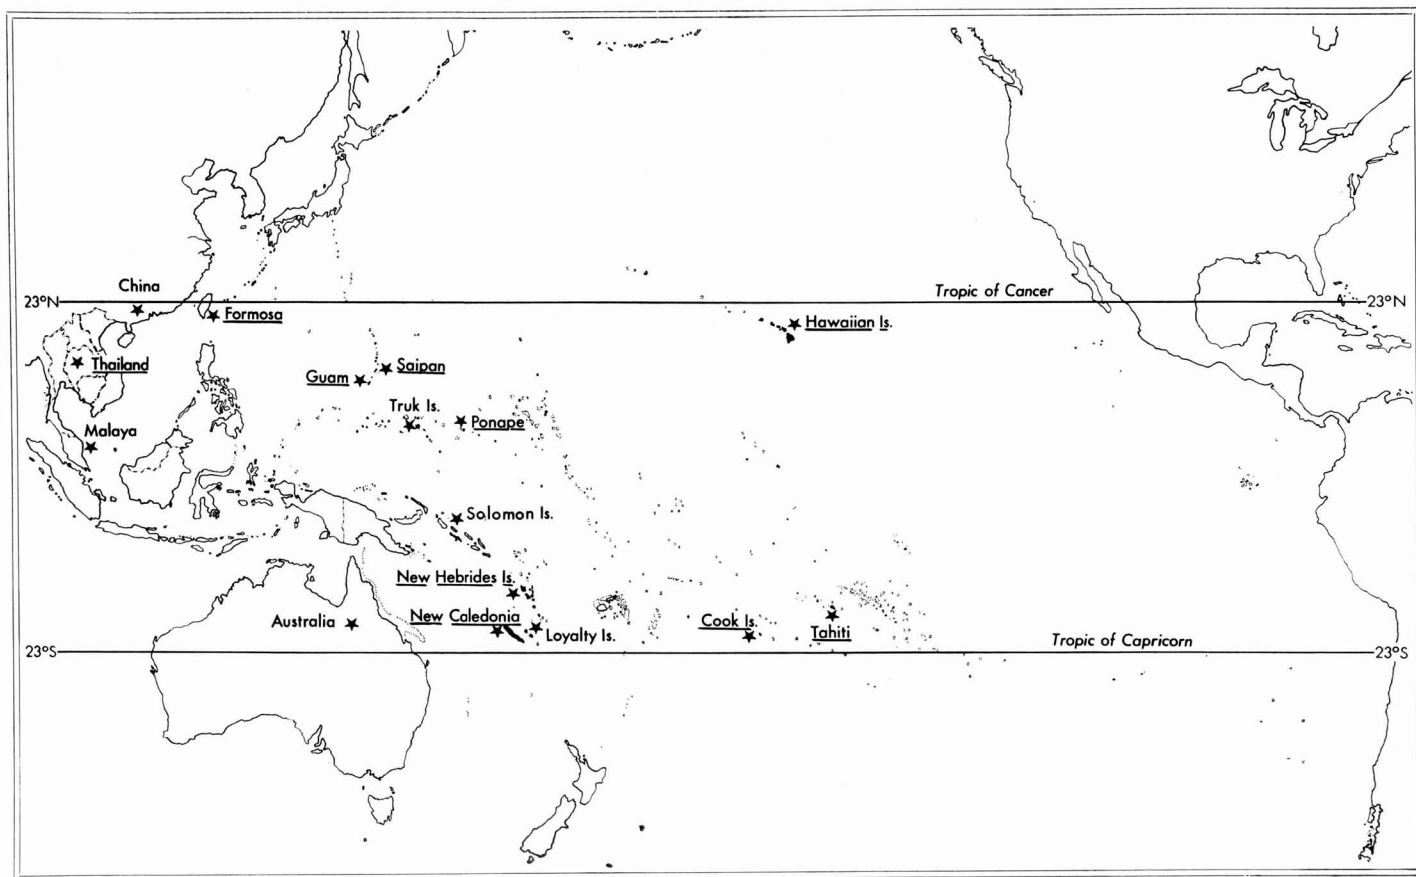 China
23°N
Tropic of Cancer
23°N
Formosa
Hawaiian Is.
Thailand
Saipan
Guam
Truk Is.
Ponape
Malaya
Solomon Is.
New Hebrides Is.
New Caledonia
Australia
Loyalty Is.
Cook Is.
Tahiti
Tropic of Capricorn
23°S
23°S